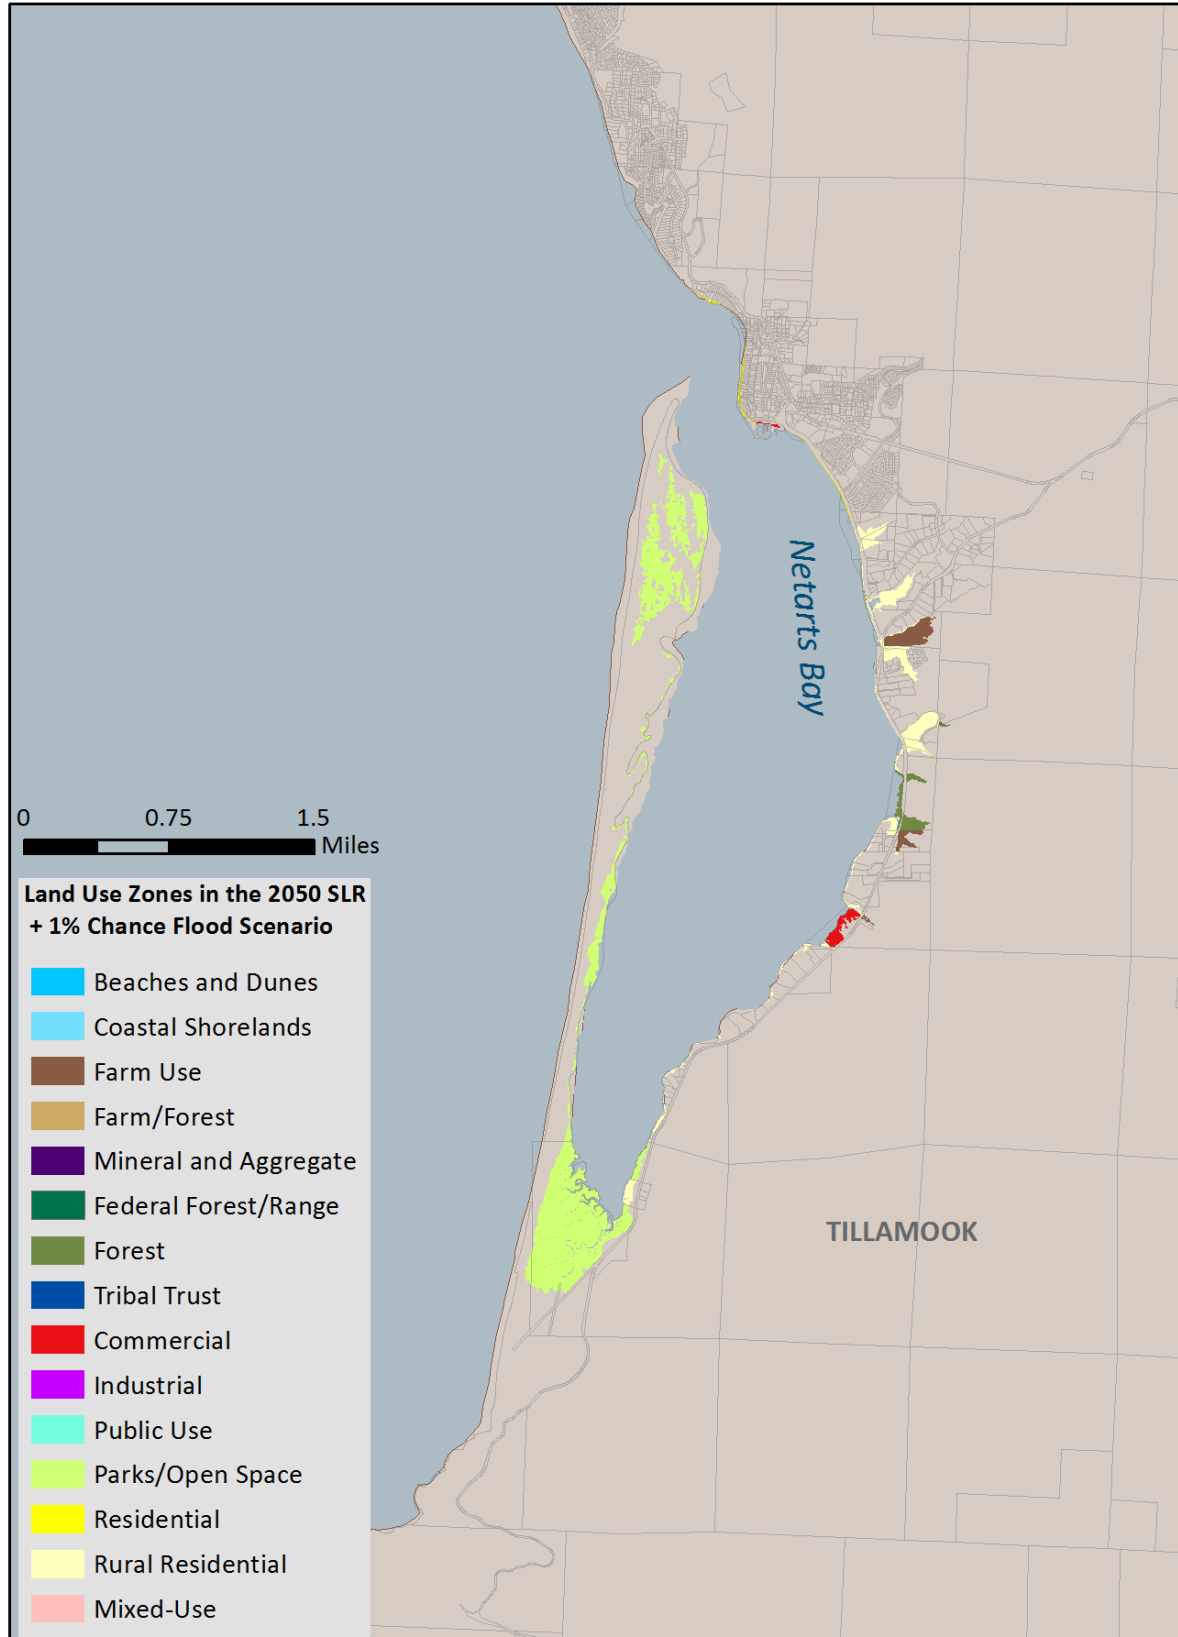 Netarts Bay
0 0.75 1.5
Miles
Land Use Zones in the 2050 SLR
+ 1% Chance Flood Scenario
Beaches and Dunes
Coastal Shorelands
Farm Use
Farm/Forest
Mineral and Aggregate
Federal Forest/Range
Forest
Tribal Trust
Commercial
Industrial
Public Use
Parks/Open Space
Residential
Rural Residential
Mixed-Use
TILLAMOOK